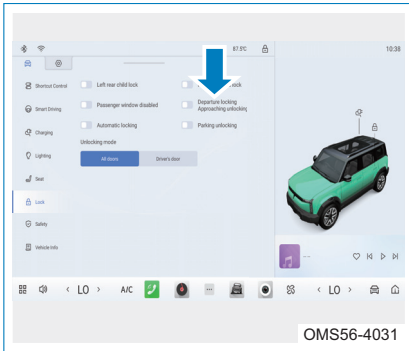 87.5℃
10:38
Shortcut Control
Left rear child lock
ock
Smart Driving
Passenger window disabled
Departure locking
Approaching unlocking
Charging
Automatic locking
Parking unlocking
Lighting
Unlocking mode
All doors
Driver's door
Seat
Lock
Safety
Vehicle Info
--
< LO >
A/C
...
< LO >
OMS56-4031